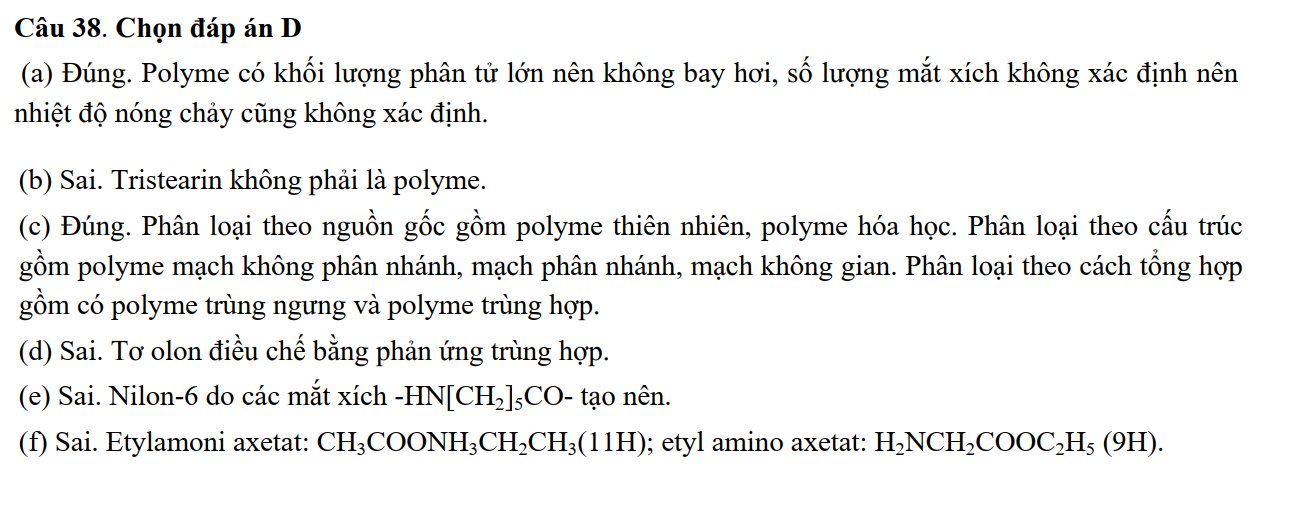 Câu 38. Chọn đáp án D
(a) Đúng. Polyme có khối lượng phân tử lớn nên không bay hơi, số lượng mắt xích không xác định nên
nhiệt độ nóng chảy cũng không xác định.
(b) Sai. Tristearin không phải là polyme.
(c) Đúng. Phân loại theo nguồn gốc gồm polyme thiên nhiên, polyme hóa học. Phân loại theo cấu trúc
gồm polyme mạch không phân nhánh, mạch phân nhánh, mạch không gian. Phân loại theo cách tổng hợp
gồm có polyme trùng ngưng và polyme trùng hợp.
(d) Sai. Tơ olon điều chế bằng phản ứng trùng hợp.
(e) Sai. Nilon-6 do các mắt xích -HN[CH₂]₅CO- tạo nên.
(f) Sai. Etylamoni axetat: CH₃COONH₃CH₂CH₃(11H); etyl amino axetat: H₂NCH₂COOC₂H₅ (9H).